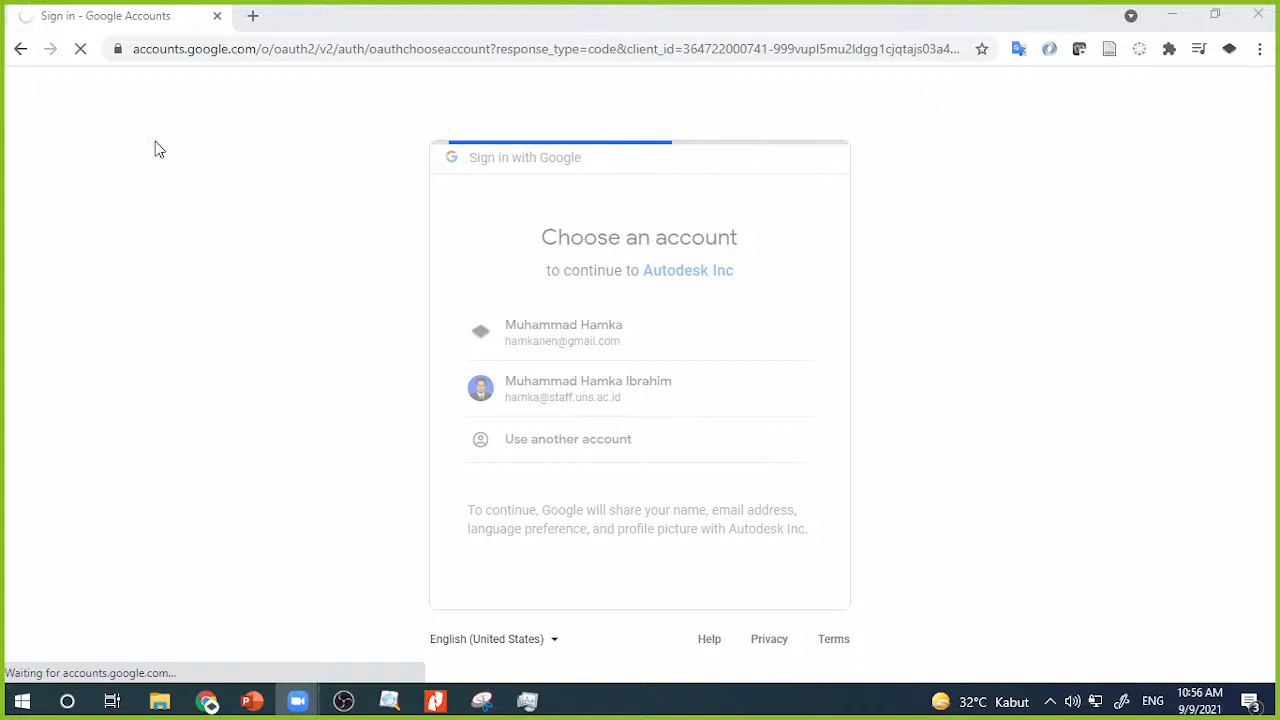 Sign in - Google Accounts
accounts.google.com/o/oauth2/v2/auth/oauthchooseaccount?response_type=code&client_id=364722000741-999vupl5mu2ldgg1cjqtajs03a4...
Sign in with Google
Choose an account
to continue to Autodesk Inc
Muhammad Hamka
hamkanen@gmail.com
Muhammad Hamka Ibrahim
hamka@staff.uns.ac.id
Use another account
To continue, Google will share your name, email address,
language preference, and profile picture with Autodesk Inc.
English (United States)
Help Privacy Terms
Waiting for accounts.google.com...
32°C Kabut
ENG
10:56 AM
9/9/2021
3